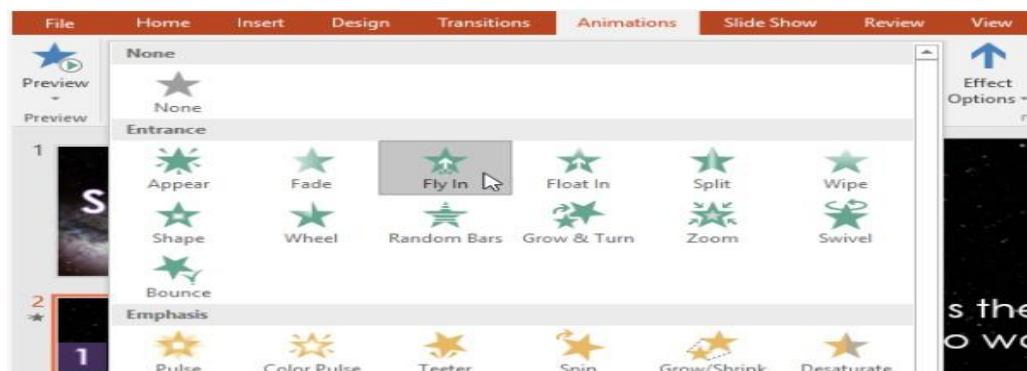 File Home Insert Design Transitions Animations Slide Show Review View
None
Preview
None
Effect
Options
Preview
Entrance
1
Appear Fade Fly In Float In Split Wipe
S
Shape Wheel Random Bars Grow & Turn Zoom Swivel
Bounce
2
Emphasis
s the
o wo
1
Pulse Color Pulse Teeter Spin Grow/Shrink Desaturate